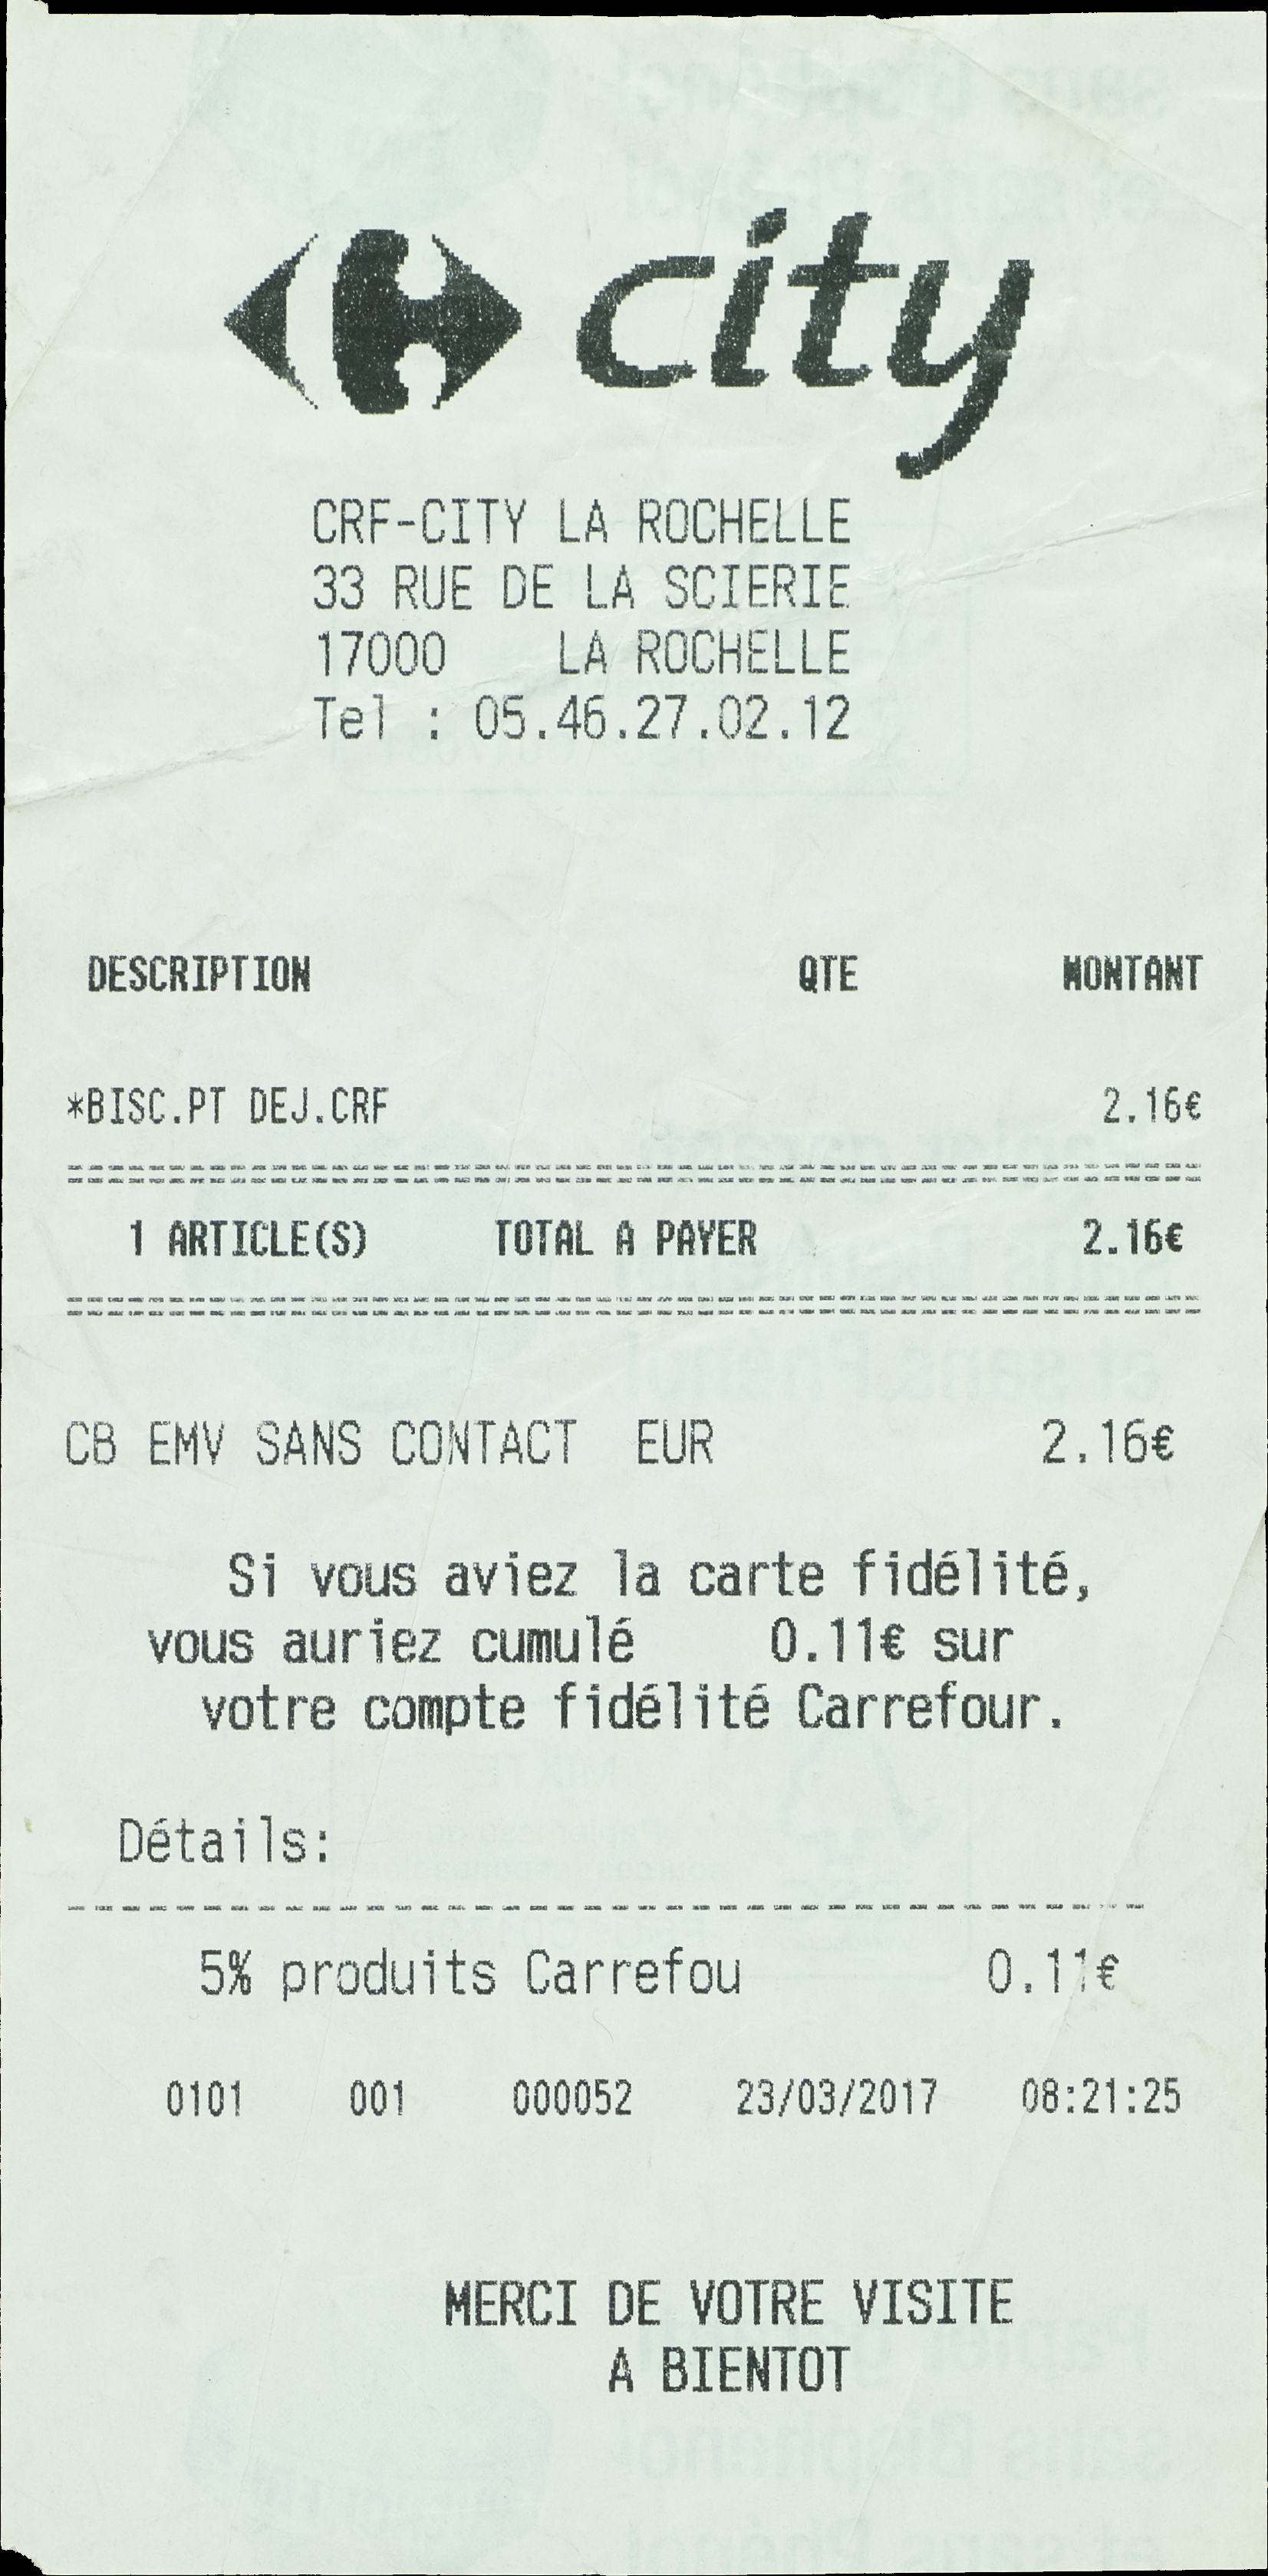 city
CRF-CITY LA ROCHELLE
33 RUE DE LA SCIERIE
17000 LA ROCHELLE
Tel : 05.46.27.02.12
DESCRIPTION QTE MONTANT
*BISC.PT DEJ.CRF 2.16€
1 ARTICLE(S) TOTAL A PAYER 2.16€
CB EMV SANS CONTACT EUR 2.16€
Si vous aviez la carte fidélité,
vous auriez cumulé 0.11€ sur
votre compte fidélité Carrefour.
Détails:
5% produits Carrefou 0.11€
0101 001 000052 23/03/2017 08:21:25
MERCI DE VOTRE VISITE
A BIENTOT